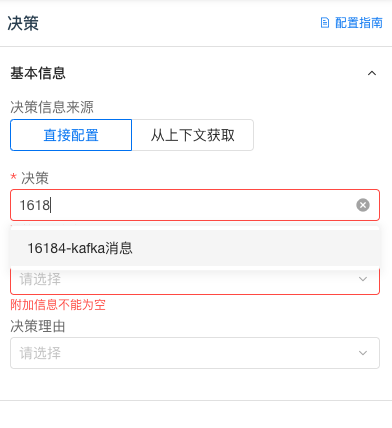 决策
配置指南
基本信息
决策信息来源
直接配置
从上下文获取
* 决策
1618
16184-kafka消息
请选择
附加信息不能为空
决策理由
请选择